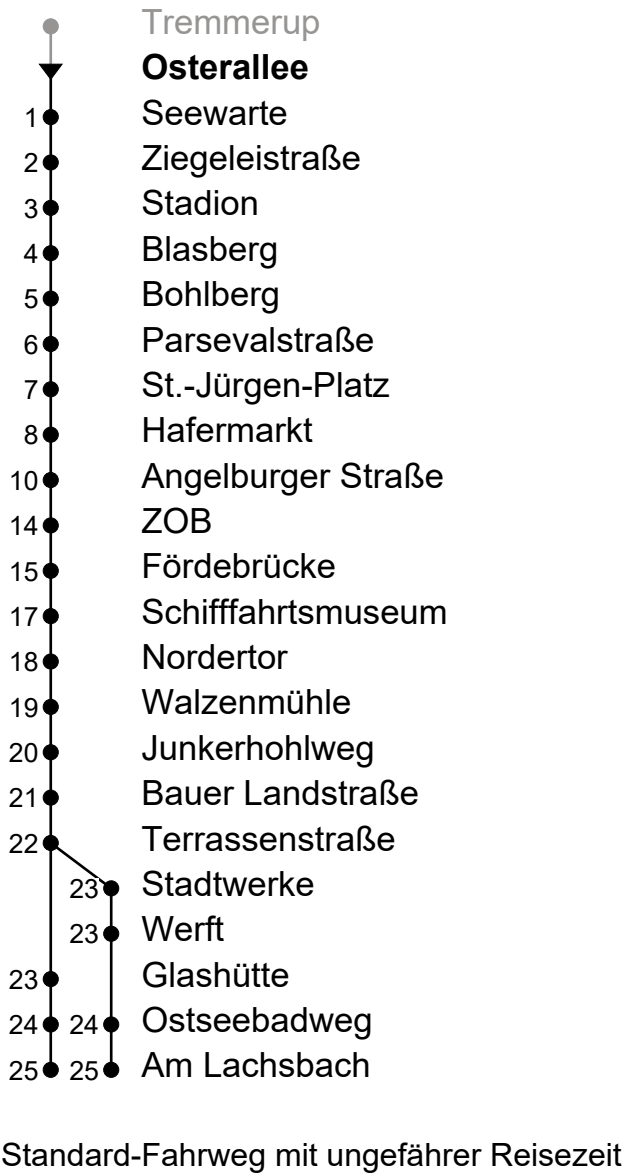 Tremmerup
Osterallee
1 Seewarte
2 Ziegeleistraße
3 Stadion
4 Blasberg
5 Bohlberg
6 Parsevalstraße
7 St.-Jürgen-Platz
8 Hafermarkt
10 Angelburger Straße
14 ZOB
15 Fördebrücke
17 Schifffahrtsmuseum
18 Nordertor
19 Walzenmühle
20 Junkerhohlweg
21 Bauer Landstraße
22 Terrassenstraße
23 Stadtwerke
23 Werft
23 Glashütte
24 24 Ostseebadweg
25 25 Am Lachsbach
Standard-Fahrweg mit ungefährer Reisezeit